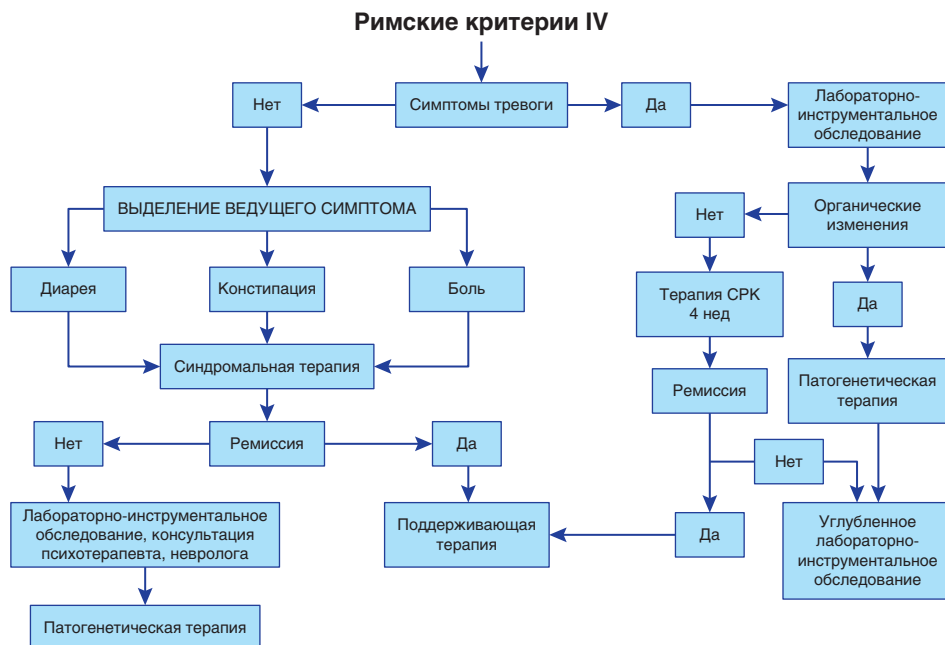 Римские критерии IV
Нет
Симптомы тревоги
Да
Лабораторно-
инструментальное
обследование
ВЫДЕЛЕНИЕ ВЕДУЩЕГО СИМПТОМА
Нет
Органические
изменения
Диарея
Констипация
Боль
Терапия СРК
4 нед
Да
Синдромальная терапия
Ремиссия
Патогенетическая
терапия
Нет
Ремиссия
Да
Нет
Лабораторно-инструментальное
обследование, консультация
психотерапевта, невролога
Поддерживающая
терапия
Да
Углубленное
лабораторно-
инструментальное
обследование
Патогенетическая терапия